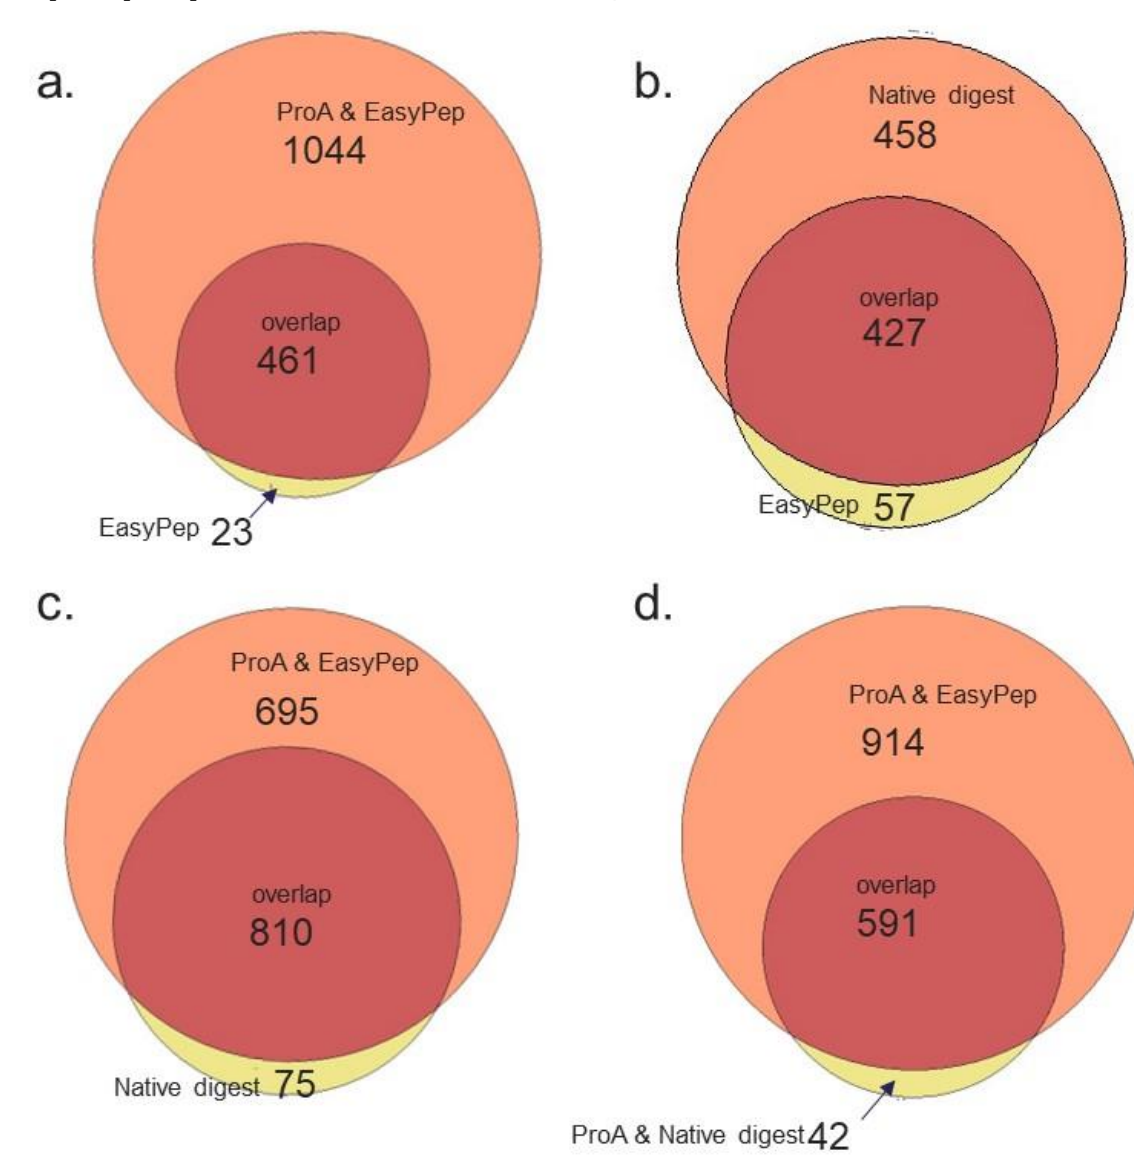 a.
ProA & EasyPep
1044
overlap
461
EasyPep 23
b.
Native digest
458
overlap
427
EasyPep 57
c.
ProA & EasyPep
695
overlap
810
Native digest 75
d.
ProA & EasyPep
914
overlap
591
ProA & Native digest 42